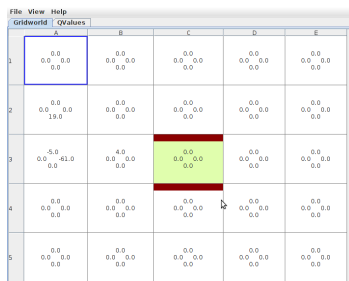 File View Help
Gridworld QValues
A B C D E
0.0 0.0 0.0 0.0 0.0
1 0.0 0.0 0.0 0.0 0.0 0.0 0.0 0.0 0.0 0.0
0.0 0.0 0.0 0.0 0.0
0.0 0.0 0.0 0.0 0.0
2 0.0 0.0 0.0 0.0 0.0 0.0 0.0 0.0 0.0 0.0
19.0 0.0 0.0 0.0 0.0
-5.0 4.0 0.0 0.0 0.0
3 0.0 -61.0 0.0 0.0 0.0 0.0 0.0 0.0 0.0 0.0
0.0 0.0 0.0 0.0 0.0
0.0 0.0 0.0 0.0 0.0
4 0.0 0.0 0.0 0.0 0.0 0.0 0.0 0.0 0.0 0.0
0.0 0.0 0.0 0.0 0.0
0.0 0.0 0.0 0.0 0.0
5 0.0 0.0 0.0 0.0 0.0 0.0 0.0 0.0 0.0 0.0
0.0 0.0 0.0 0.0 0.0